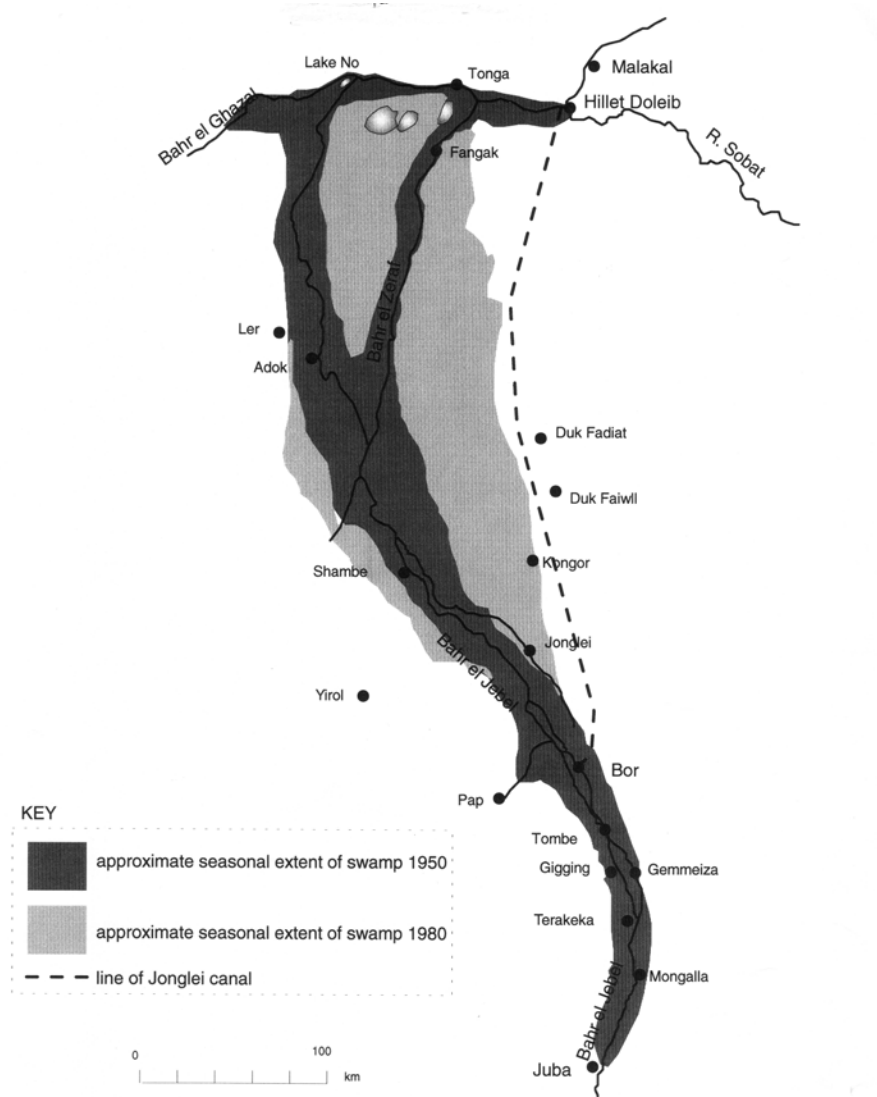 Lake No
Tonga
Malakal
Hillet Doleib
Bahr el Ghazal
R. Sobat
Fangak
Bahr el Zeraf
Ler
Adok
Duk Fadiat
Duk Faiwll
Kongor
Shambe
Jonglei
Bahr el Jebel
Yirol
Bor
Pap
Tombe
Gigging
Gemmeiza
Terakeka
Mongalla
Bahr el Jebel
Juba
KEY
approximate seasonal extent of swamp 1950
approximate seasonal extent of swamp 1980
line of Jonglei canal
0 100
km